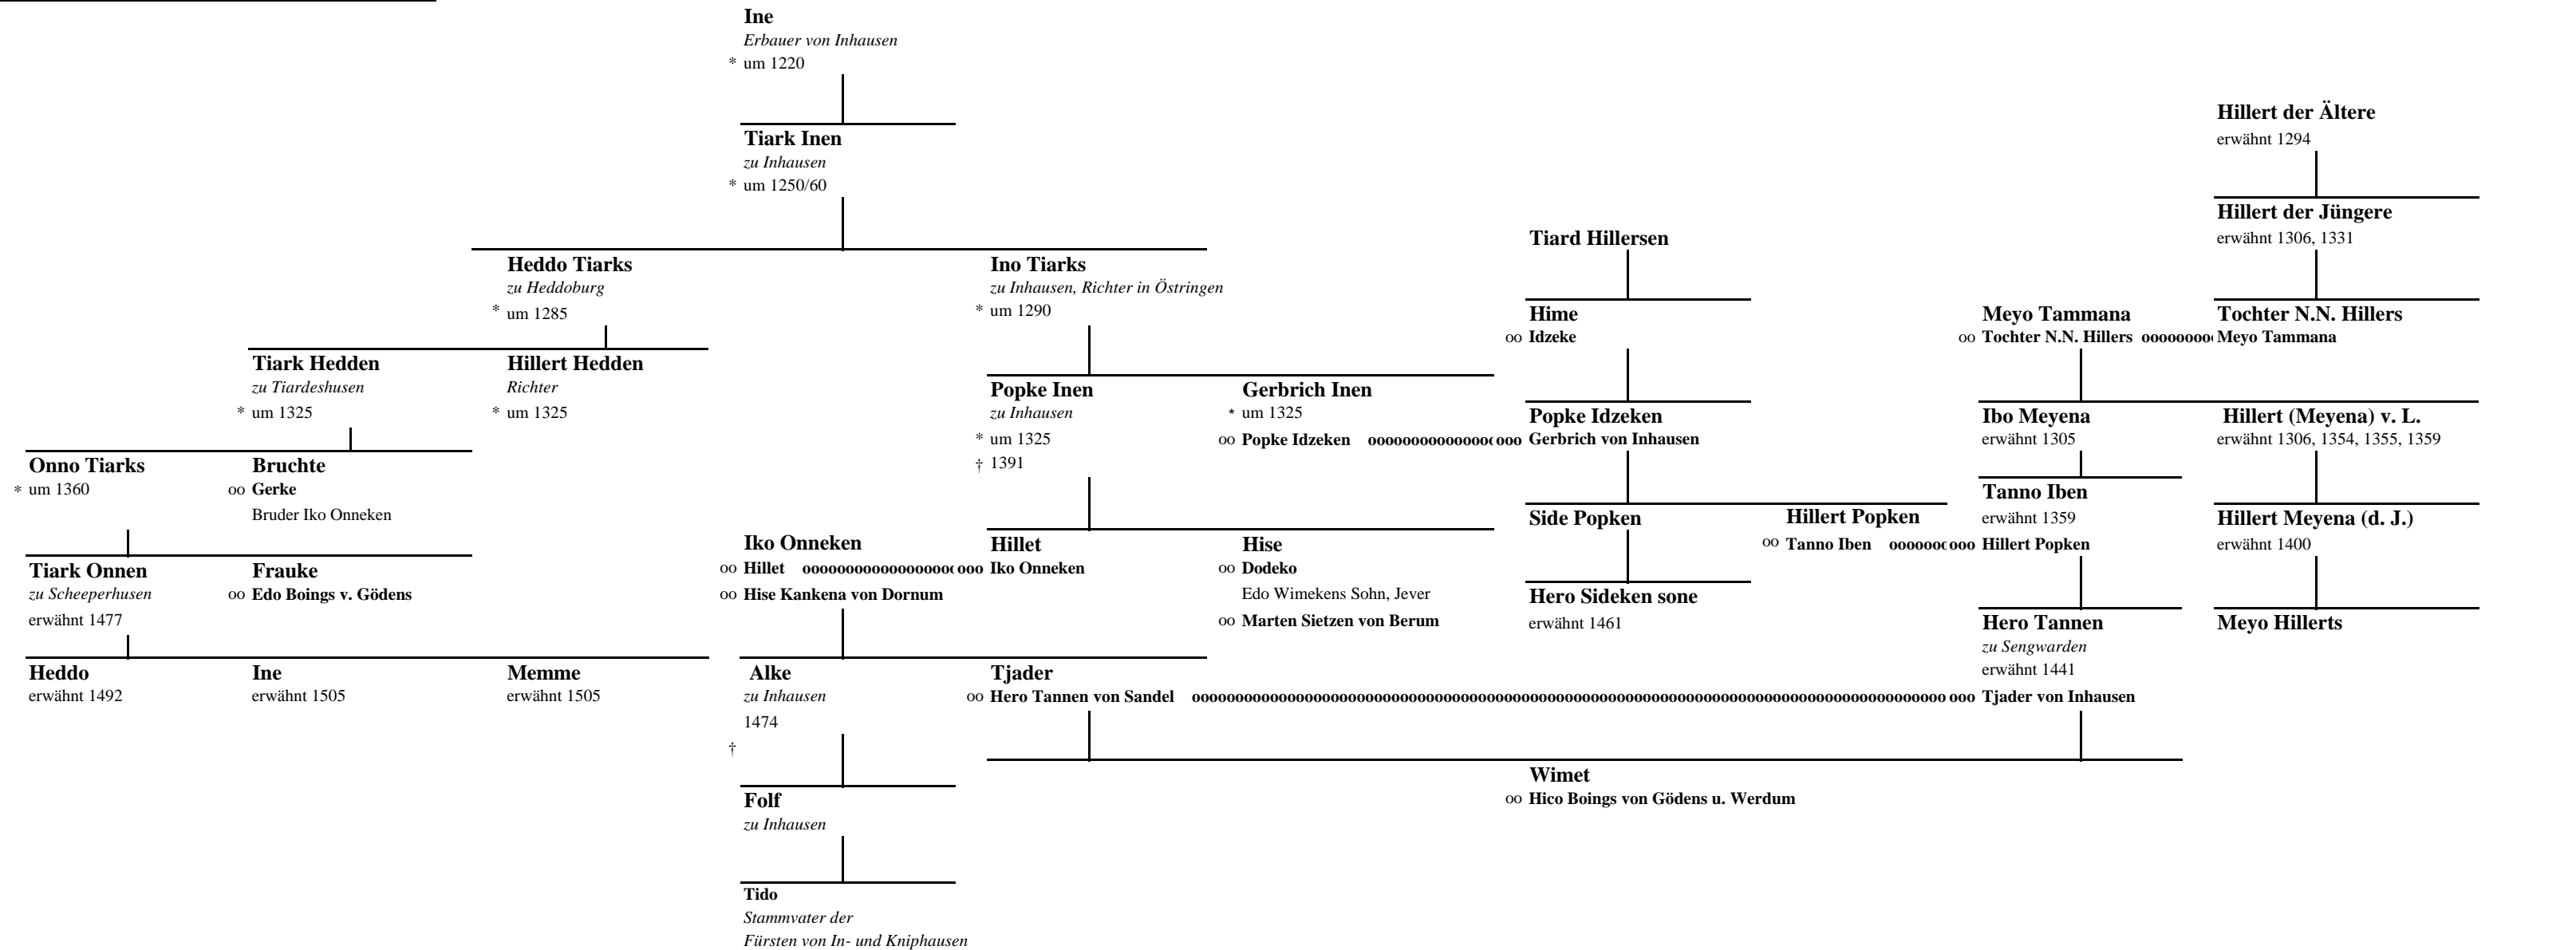 Ine
Erbauer von Inhausen
* um 1220
Hillert der Ältere
erwähnt 1294
Tiark Inen
zu Inhausen
* um 1250/60
Hillert der Jüngere
erwähnt 1306, 1331
Tiard Hillersen
Heddo Tiarks
zu Heddoburg
* um 1285
Ino Tiarks
zu Inhausen, Richter in Östringen
* um 1290
Hime
oo Idzeke
Meyo Tammana
oo Tochter N.N. Hillers ooooooooo
Tochter N.N. Hillers
Meyo Tammana
Tiark Hedden
zu Tiardeshusen
* um 1325
Hillert Hedden
Richter
* um 1325
Popke Inen
zu Inhausen
* um 1325
† 1391
Gerbrich Inen
* um 1325
oo Popke Idzeken oooooooooooooooc ooo
Popke Idzeken
Gerbrich von Inhausen
Ibo Meyena
erwähnt 1305
Hillert (Meyena) v. L.
erwähnt 1306, 1354, 1355, 1359
Onno Tiarks
* um 1360
Bruchte
oo Gerke
Bruder Iko Onneken
Tanno Iben
erwähnt 1359
oo Hillert Popken
Side Popken
Hillert Popken
oo Tanno Iben ooooooc ooo
Hillert Meyena (d. J.)
erwähnt 1400
Iko Onneken
oo Hillet oooooooooooooooooc ooo
oo Hise Kankena von Dornum
Hillet
Iko Onneken
Hise
oo Dodeko
Edo Wimekens Sohn, Jever
oo Marten Sietzen von Berum
Tiark Onnen
zu Scheeperhusen
erwähnt 1477
Frauke
oo Edo Boings v. Gödens
Hero Sideken sone
erwähnt 1461
Hero Tannen
zu Sengwarden
erwähnt 1441
Tjader von Inhausen
Meyo Hillerts
Heddo
erwähnt 1492
Ine
erwähnt 1505
Memme
erwähnt 1505
Alke
zu Inhausen
1474
†
Tjader
oo Hero Tannen von Sandel oooooooooooooooooooooooooooooooooooooooooooooooooooooooooooooooooooooooooooooooooooooo ooo
Wimet
oo Hico Boings von Gödens u. Werdum
Folf
zu Inhausen
Tido
Stammvater der
Fürsten von In- und Kniphausen